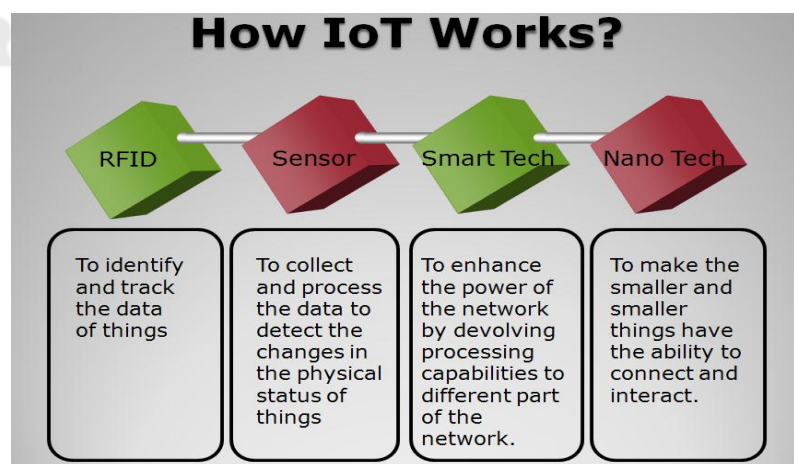 How IoT Works?
RFID
Sensor
Smart Tech
Nano Tech
To identify
and track
the data
of things
To collect
and process
the data to
detect the
changes in
the physical
status of
things
To enhance
the power of
the network
by devolving
processing
capabilities to
different part
of the
network.
To make the
smaller and
smaller
things have
the ability to
connect and
interact.